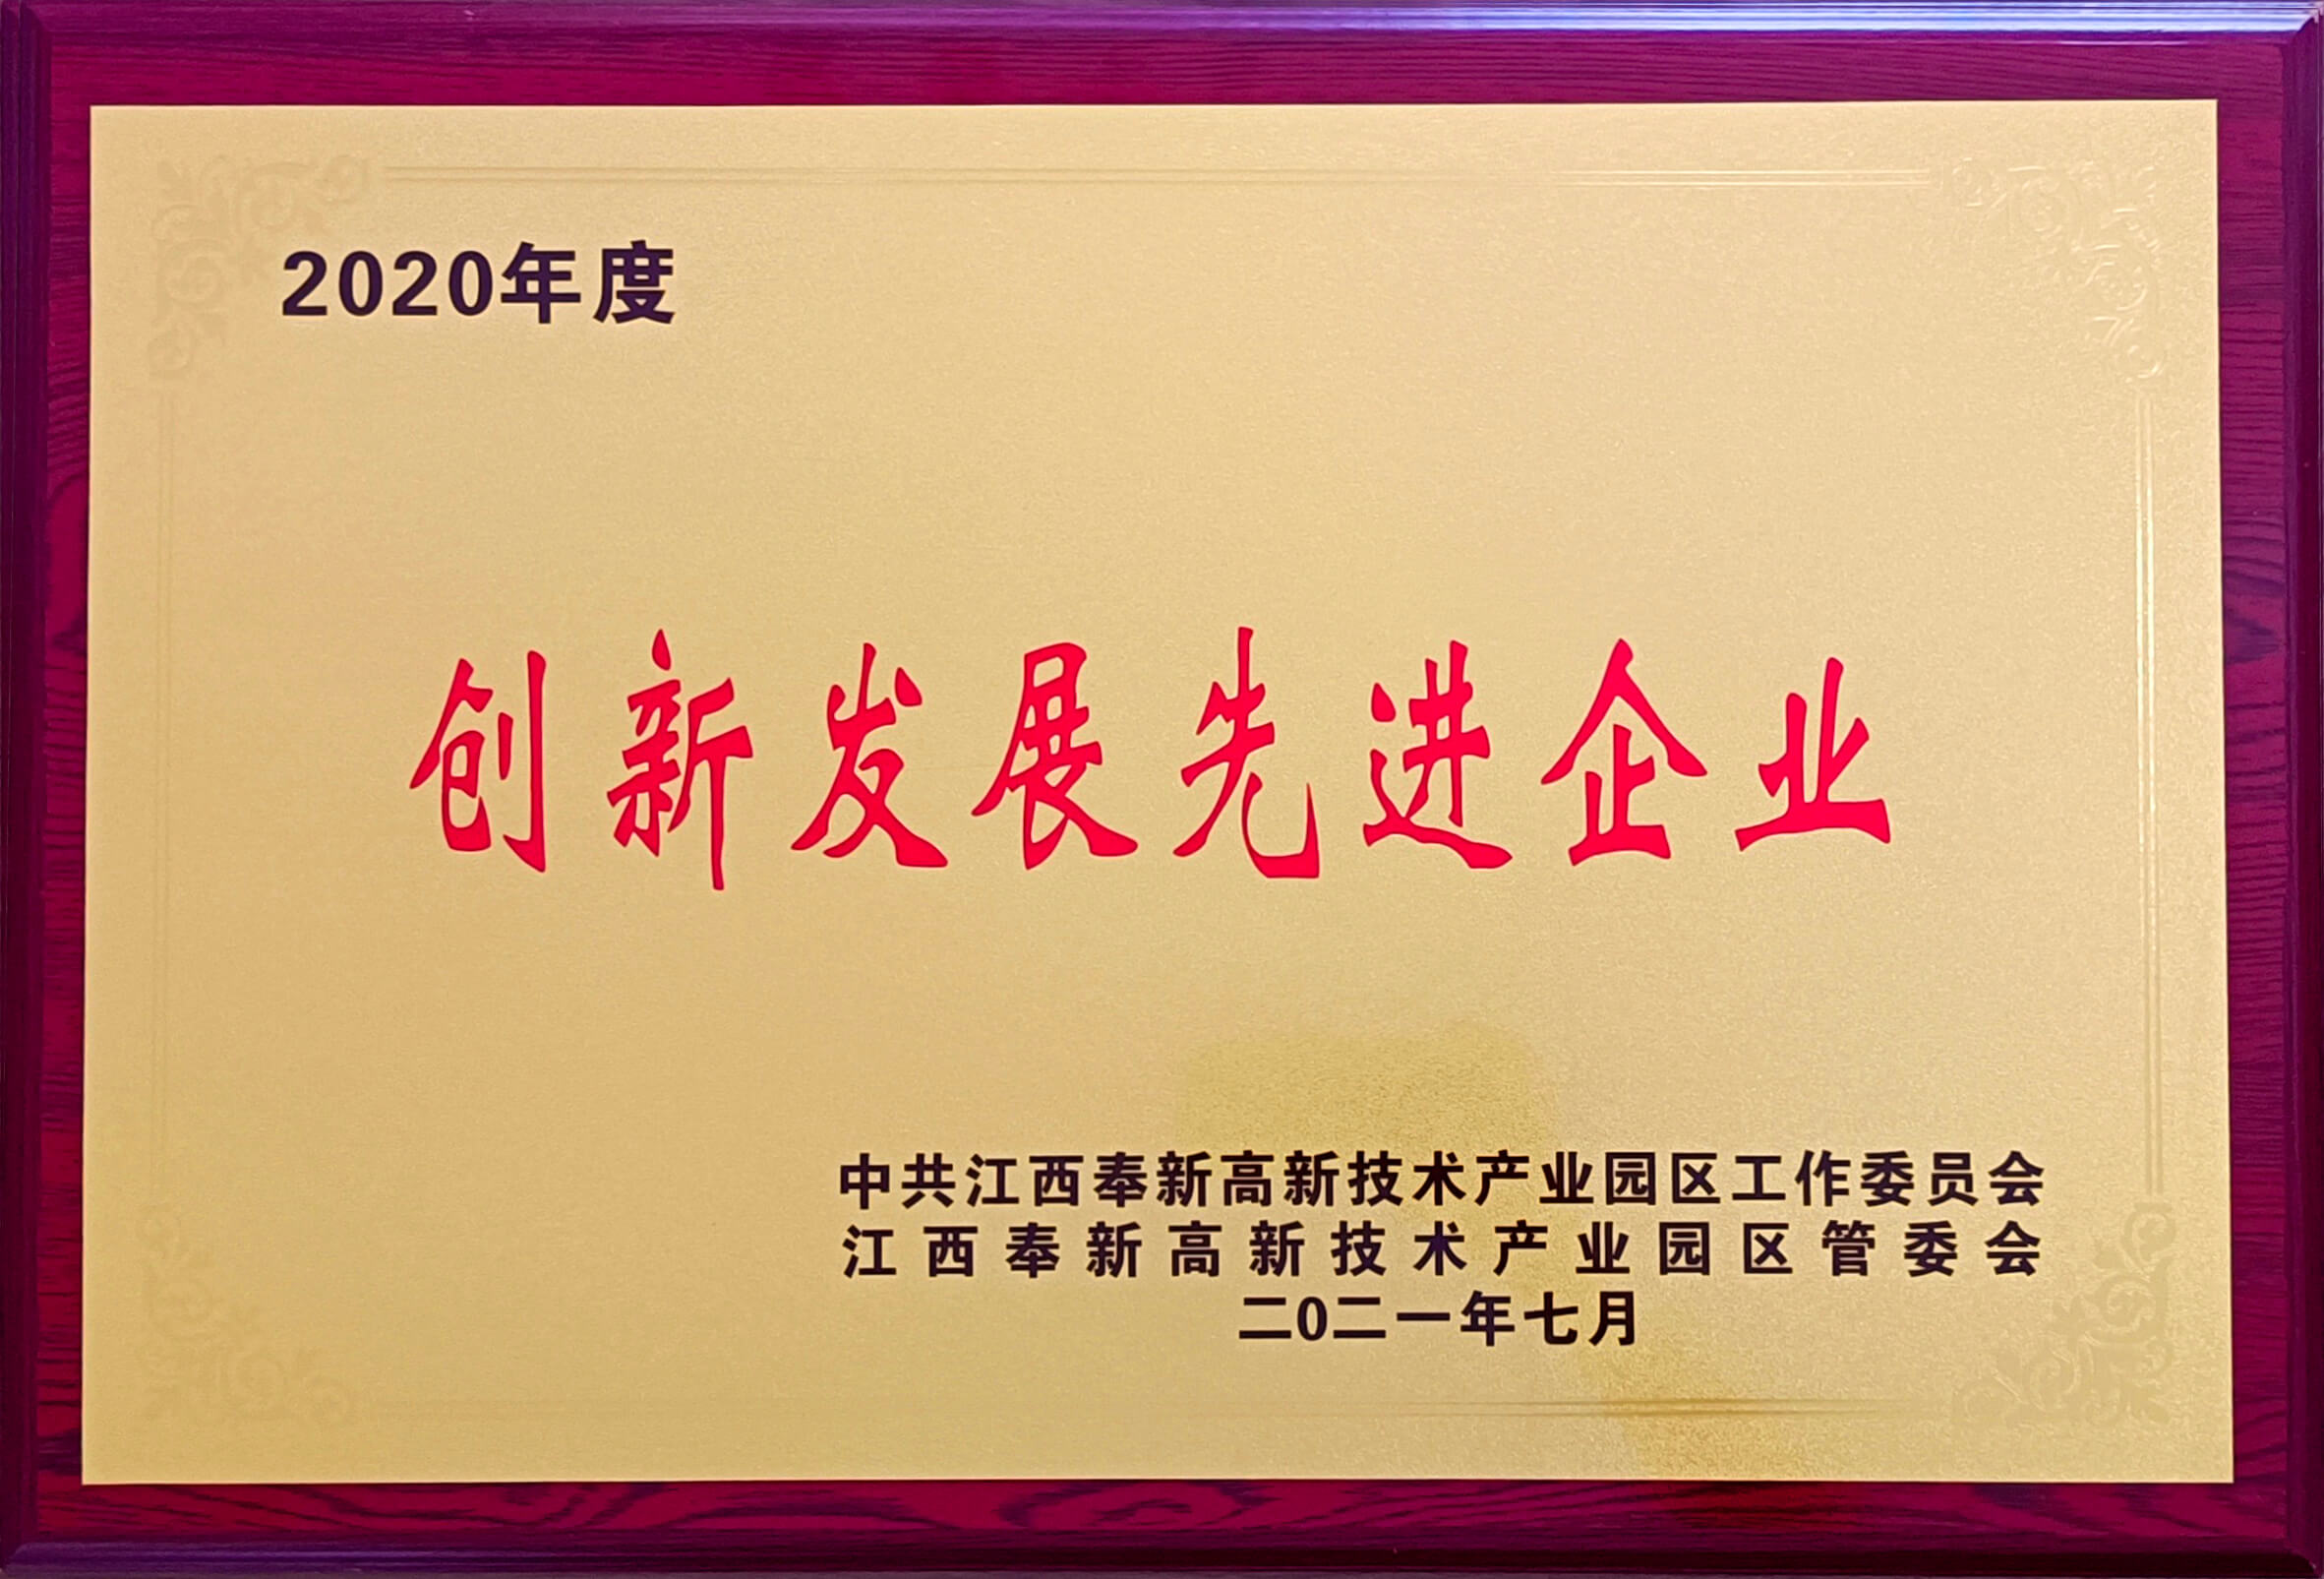 2020年度
创新发展先进企业
中共江西奉新高新技术产业园区工作委员会
江西奉新高新技术产业园区管委会
二0二一年七月